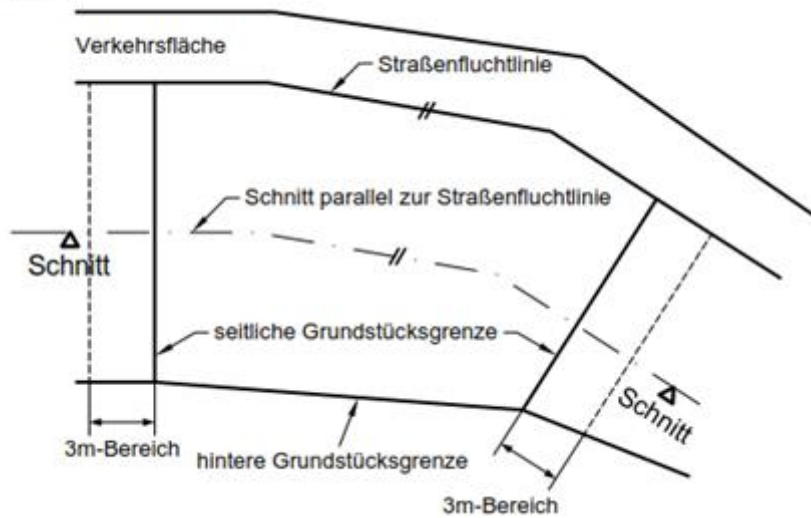 Verkehrsfläche
Straßenfluchtlinie
Schnitt parallel zur Straßenfluchtlinie
Schnitt
seitliche Grundstücksgrenze
Schnitt
3m-Bereich
hintere Grundstücksgrenze
3m-Bereich